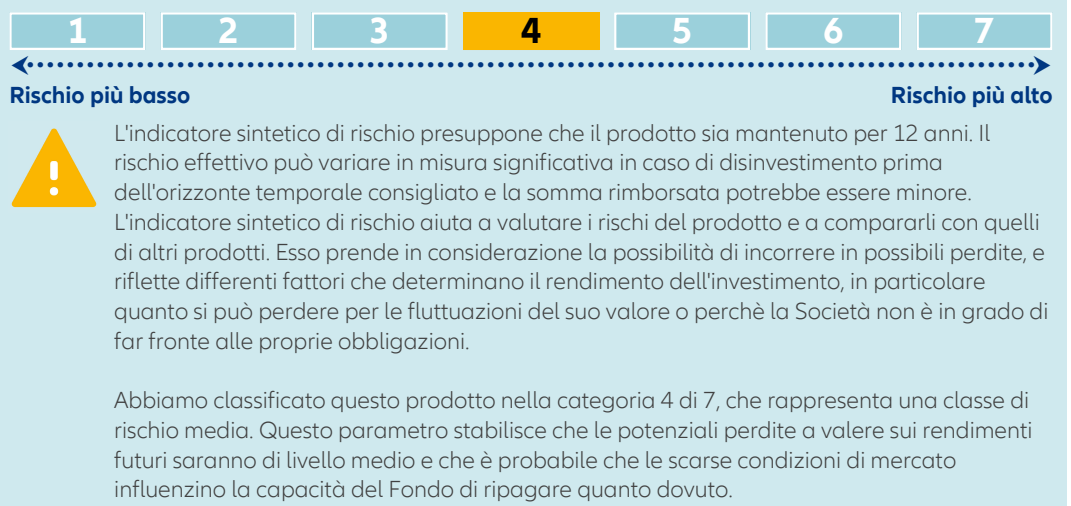 1 2 3 4 5 6 7
Rischio più basso Rischio più alto
L'indicatore sintetico di rischio presuppone che il prodotto sia mantenuto per 12 anni. Il
rischio effettivo può variare in misura significativa in caso di disinvestimento prima
dell'orizzonte temporale consigliato e la somma rimborsata potrebbe essere minore.
L'indicatore sintetico di rischio aiuta a valutare i rischi del prodotto e a compararli con quelli
di altri prodotti. Esso prende in considerazione la possibilità di incorrere in possibili perdite, e
riflette differenti fattori che determinano il rendimento dell'investimento, in particolare
quanto si può perdere per le fluttuazioni del suo valore o perchè la Società non è in grado di
far fronte alle proprie obbligazioni.
Abbiamo classificato questo prodotto nella categoria 4 di 7, che rappresenta una classe di
rischio media. Questo parametro stabilisce che le potenziali perdite a valere sui rendimenti
futuri saranno di livello medio e che è probabile che le scarse condizioni di mercato
influenzino la capacità del Fondo di ripagare quanto dovuto.